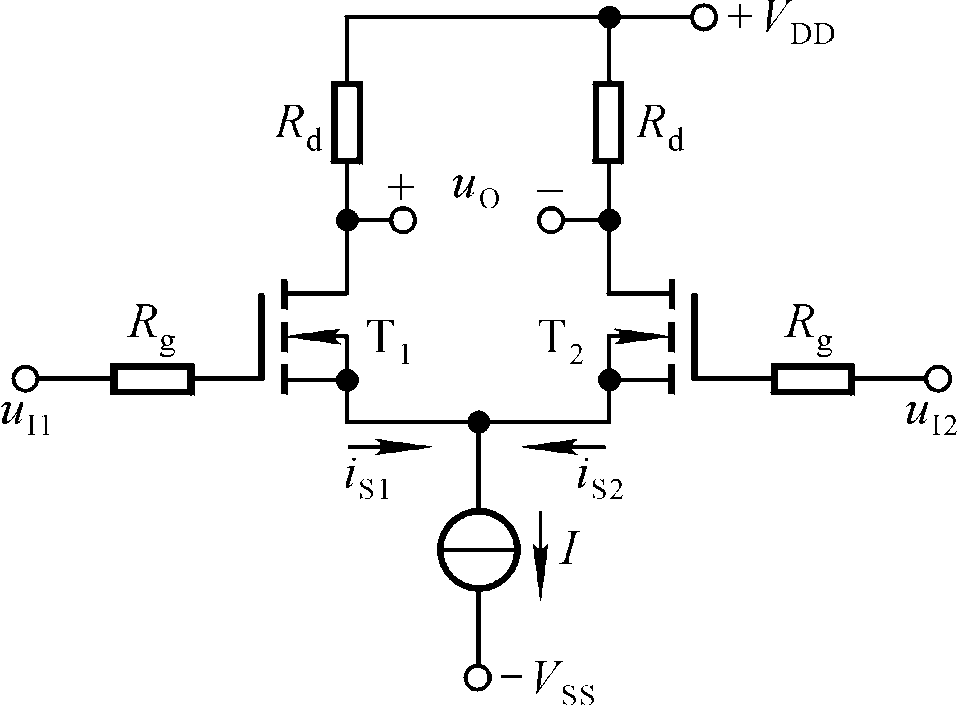 +V_DD
R_d
R_d
+ u_O −
R_g
T_1
T_2
R_g
u_I1
u_I2
i_S1
i_S2
I
−V_SS